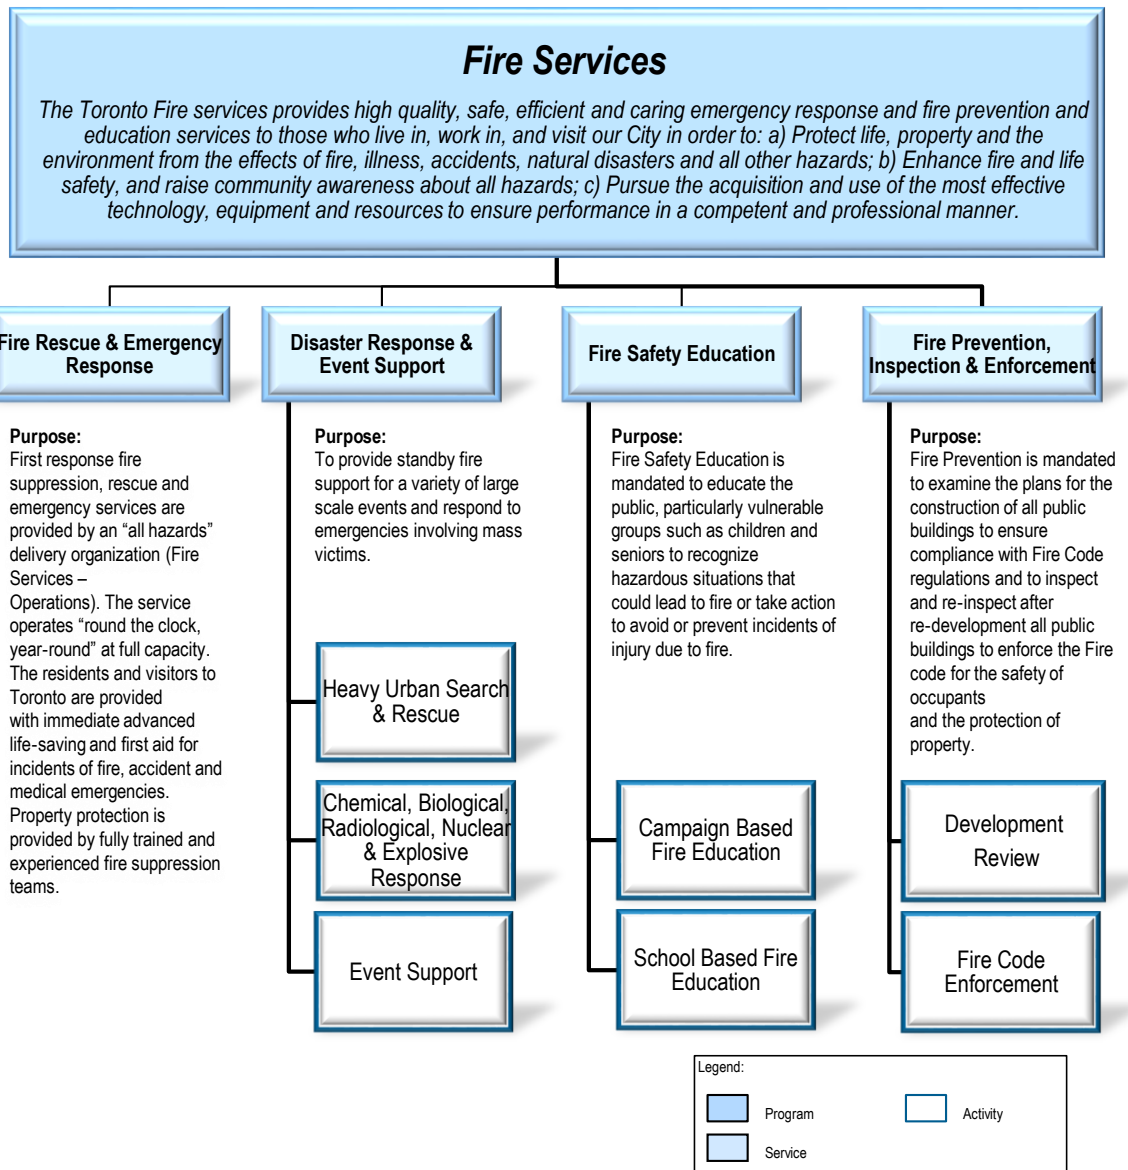 Fire Services
The Toronto Fire services provides high quality, safe, efficient and caring emergency response and fire prevention and
education services to those who live in, work in, and visit our City in order to: a) Protect life, property and the
environment from the effects of fire, illness, accidents, natural disasters and all other hazards; b) Enhance fire and life
safety, and raise community awareness about all hazards; c) Pursue the acquisition and use of the most effective
technology, equipment and resources to ensure performance in a competent and professional manner.
Fire Rescue & Emergency
Response
Purpose:
First response fire
suppression, rescue and
emergency services are
provided by an “all hazards”
delivery organization (Fire
Services –
Operations). The service
operates “round the clock,
year-round” at full capacity.
The residents and visitors to
Toronto are provided
with immediate advanced
life-saving and first aid for
incidents of fire, accident and
medical emergencies.
Property protection is
provided by fully trained and
experienced fire suppression
teams.
Disaster Response &
Event Support
Purpose:
To provide standby fire
support for a variety of large
scale events and respond to
emergencies involving mass
victims.
Heavy Urban Search
& Rescue
Chemical, Biological,
Radiological, Nuclear
& Explosive
Response
Event Support
Fire Safety Education
Purpose:
Fire Safety Education is
mandated to educate the
public, particularly vulnerable
groups such as children and
seniors to recognize
hazardous situations that
could lead to fire or take action
to avoid or prevent incidents of
injury due to fire.
Campaign Based
Fire Education
School Based Fire
Education
Fire Prevention,
Inspection & Enforcement
Purpose:
Fire Prevention is mandated
to examine the plans for the
construction of all public
buildings to ensure
compliance with Fire Code
regulations and to inspect
and re-inspect after
re-development all public
buildings to enforce the Fire
code for the safety of
occupants
and the protection of
property.
Development
Review
Fire Code
Enforcement
Legend:
Program
Activity
Service